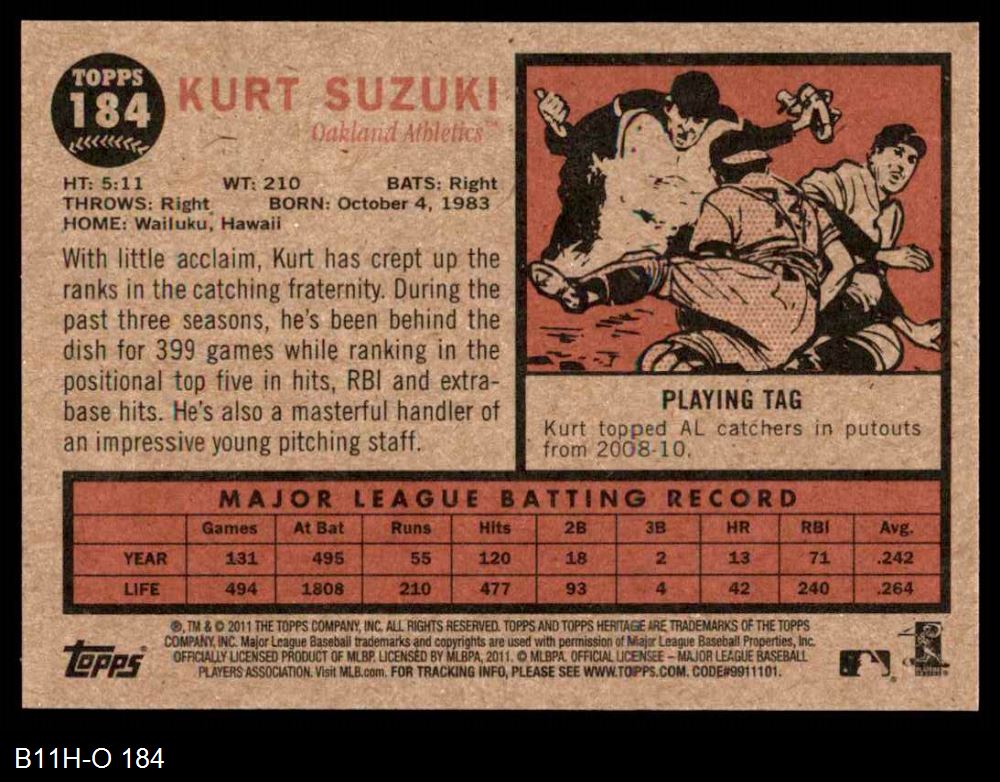 TOPPS
184
KURT SUZUKI
Oakland Athletics™
HT: 5:11 WT: 210 BATS: Right
THROWS: Right BORN: October 4, 1983
HOME: Wailuku, Hawaii
With little acclaim, Kurt has crept up the
ranks in the catching fraternity. During the
past three seasons, he's been behind the
dish for 399 games while ranking in the
positional top five in hits, RBI and extra-
base hits. He's also a masterful handler of
an impressive young pitching staff.
PLAYING TAG
Kurt topped AL catchers in putouts
from 2008-10.
MAJOR LEAGUE BATTING RECORD
Games At Bat Runs Hits 2B 3B HR RBI Avg.
YEAR 131 495 55 120 18 2 13 71 .242
LIFE 494 1808 210 477 93 4 42 240 .264
®, TM & © 2011 THE TOPPS COMPANY, INC. ALL RIGHTS RESERVED. TOPPS AND TOPPS HERITAGE ARE TRADEMARKS OF THE TOPPS
COMPANY, INC. Major League Baseball trademarks and copyrights are used with permission of Major League Baseball Properties, Inc.
OFFICIALLY LICENSED PRODUCT OF MLBP. LICENSED BY MLBPA, 2011. © MLBPA. OFFICIAL LICENSEE – MAJOR LEAGUE BASEBALL
PLAYERS ASSOCIATION. Visit MLB.com. FOR TRACKING INFO, PLEASE SEE WWW.TOPPS.COM. CODE#9911101.
Topps
B11H-O 184